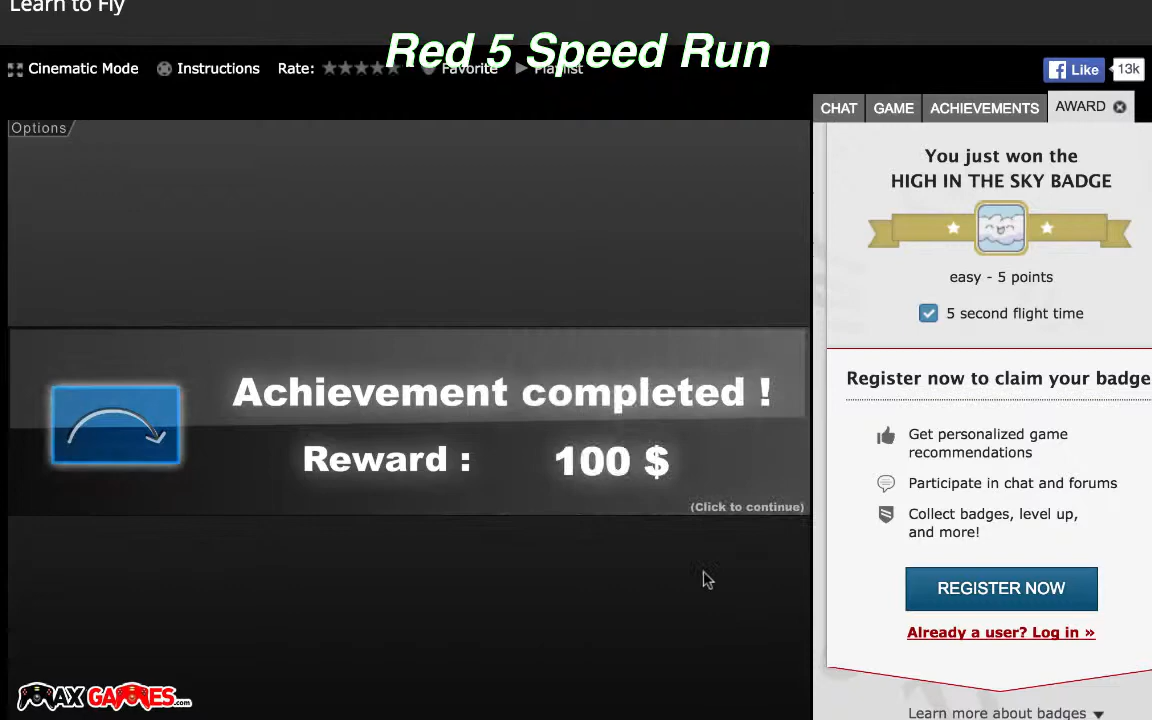 Learn to Fly
Red 5 Speed Run
Cinematic Mode Instructions Rate: Favorite Playlist
Like 13k
CHAT GAME ACHIEVEMENTS AWARD
Options
You just won the
HIGH IN THE SKY BADGE
easy - 5 points
5 second flight time
Achievement completed !
Reward : 100 $
(Click to continue)
Register now to claim your badge
Get personalized game
recommendations
Participate in chat and forums
Collect badges, level up,
and more!
REGISTER NOW
Already a user? Log in »
Learn more about badges
MAX GAMES.com